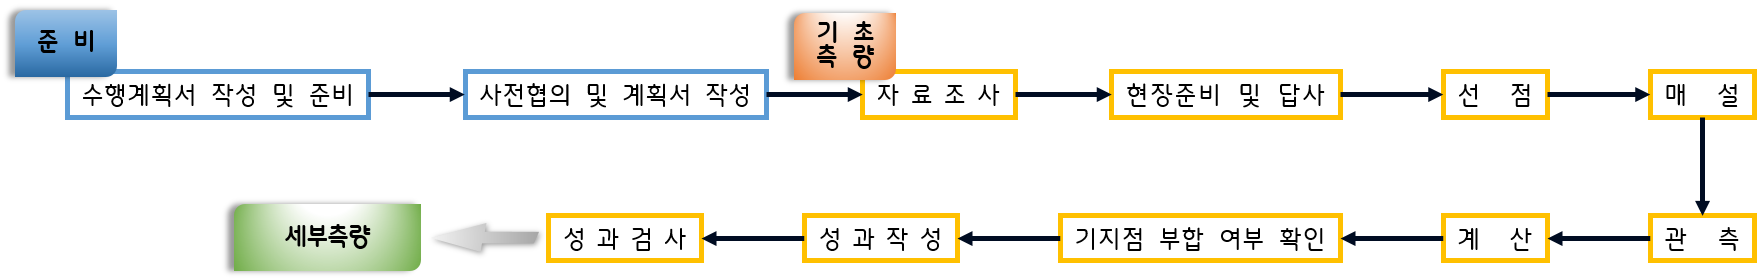 준 비
수행계획서 작성 및 준비
사전협의 및 계획서 작성
기 초
측 량
자 료 조 사
현장준비 및 답사
선 점
매 설
관 측
계 산
기지점 부합 여부 확인
성 과 작 성
성 과 검 사
세부측량